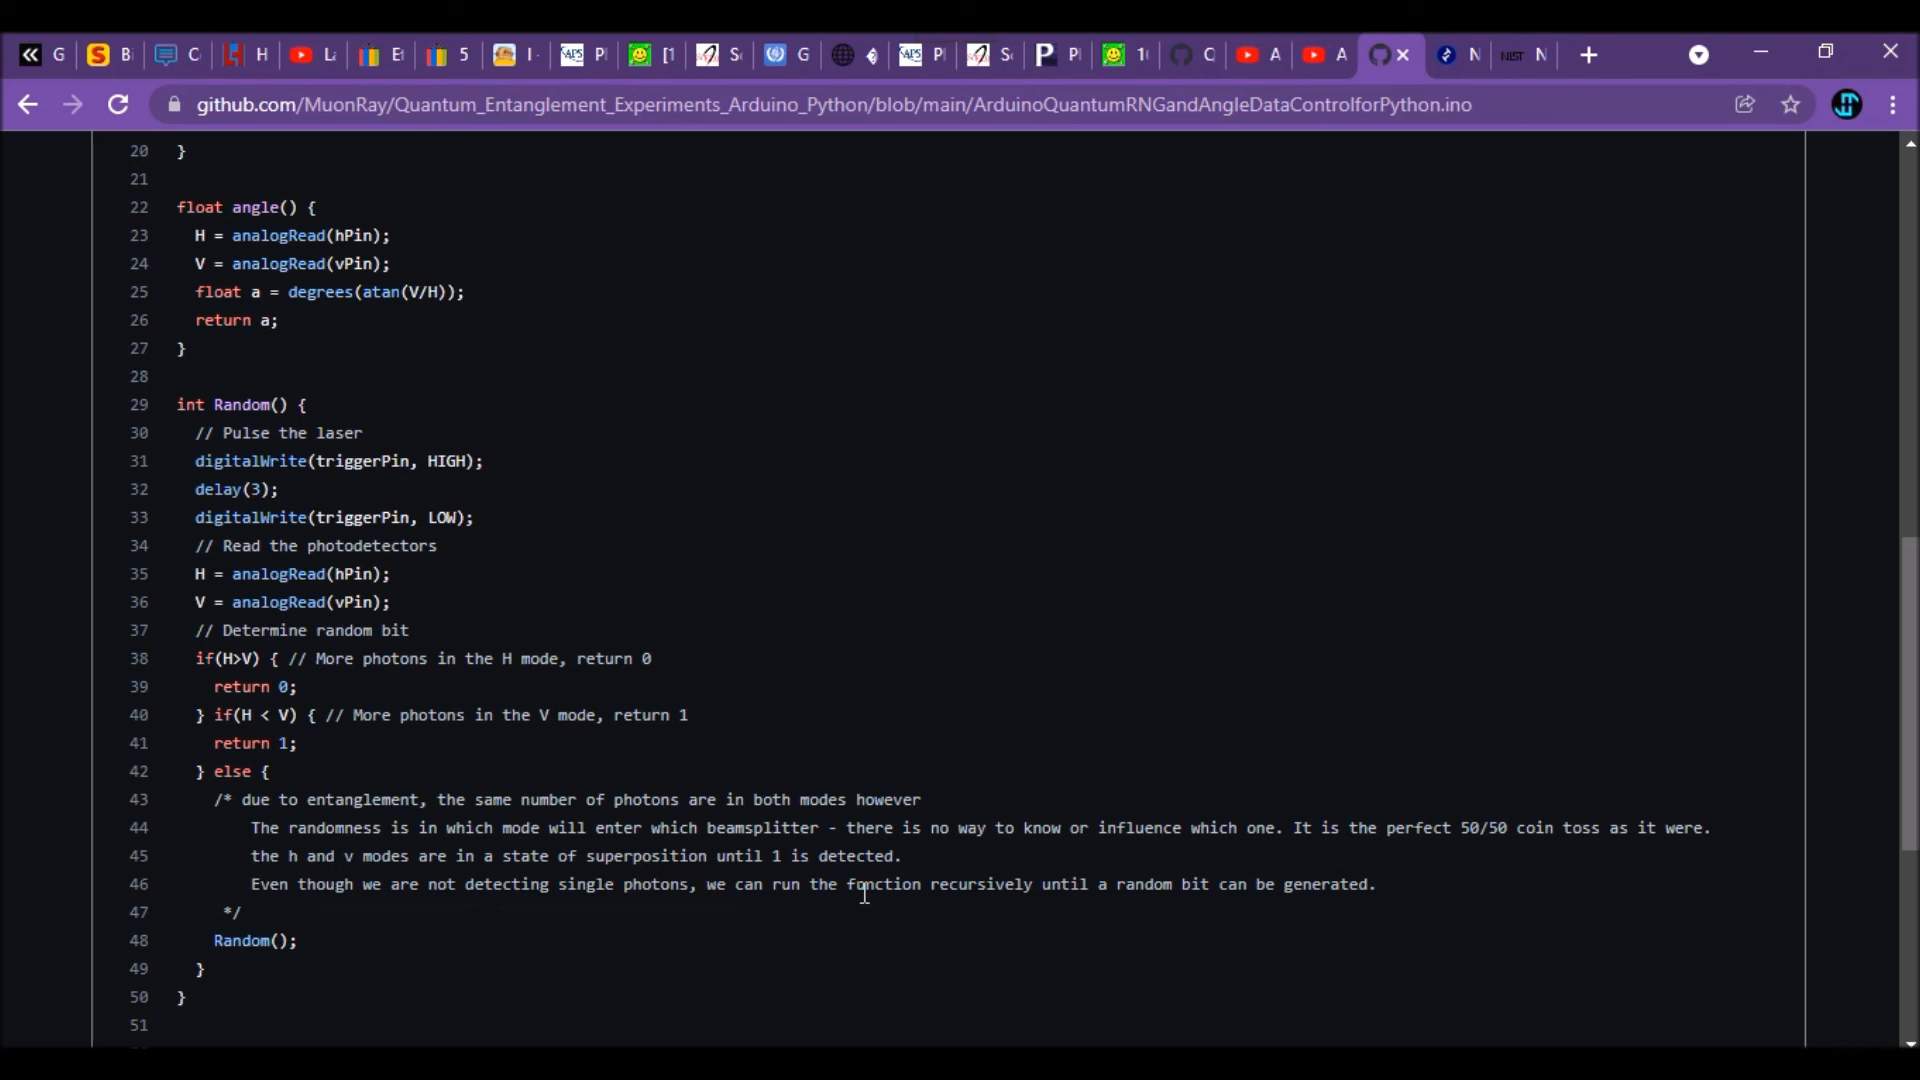 G
B
C
H
L
E
5
I
P
[1
S
G
P
S
P
1
C
A
A
N
NIST N
github.com/MuonRay/Quantum_Entanglement_Experiments_Arduino_Python/blob/main/ArduinoQuantumRNGandAngleDataControlforPython.ino
20 }
21
22 float angle() {
23 H = analogRead(hPin);
24 V = analogRead(vPin);
25 float a = degrees(atan(V/H));
26 return a;
27 }
28
29 int Random() {
30 // Pulse the laser
31 digitalWrite(triggerPin, HIGH);
32 delay(3);
33 digitalWrite(triggerPin, LOW);
34 // Read the photodetectors
35 H = analogRead(hPin);
36 V = analogRead(vPin);
37 // Determine random bit
38 if(H>V) { // More photons in the H mode, return 0
39 return 0;
40 } if(H < V) { // More photons in the V mode, return 1
41 return 1;
42 } else {
43 /* due to entanglement, the same number of photons are in both modes however
44 The randomness is in which mode will enter which beamsplitter - there is no way to know or influence which one. It is the perfect 50/50 coin toss as it were.
45 the h and v modes are in a state of superposition until 1 is detected.
46 Even though we are not detecting single photons, we can run the function recursively until a random bit can be generated.
47 */
48 Random();
49 }
50 }
51